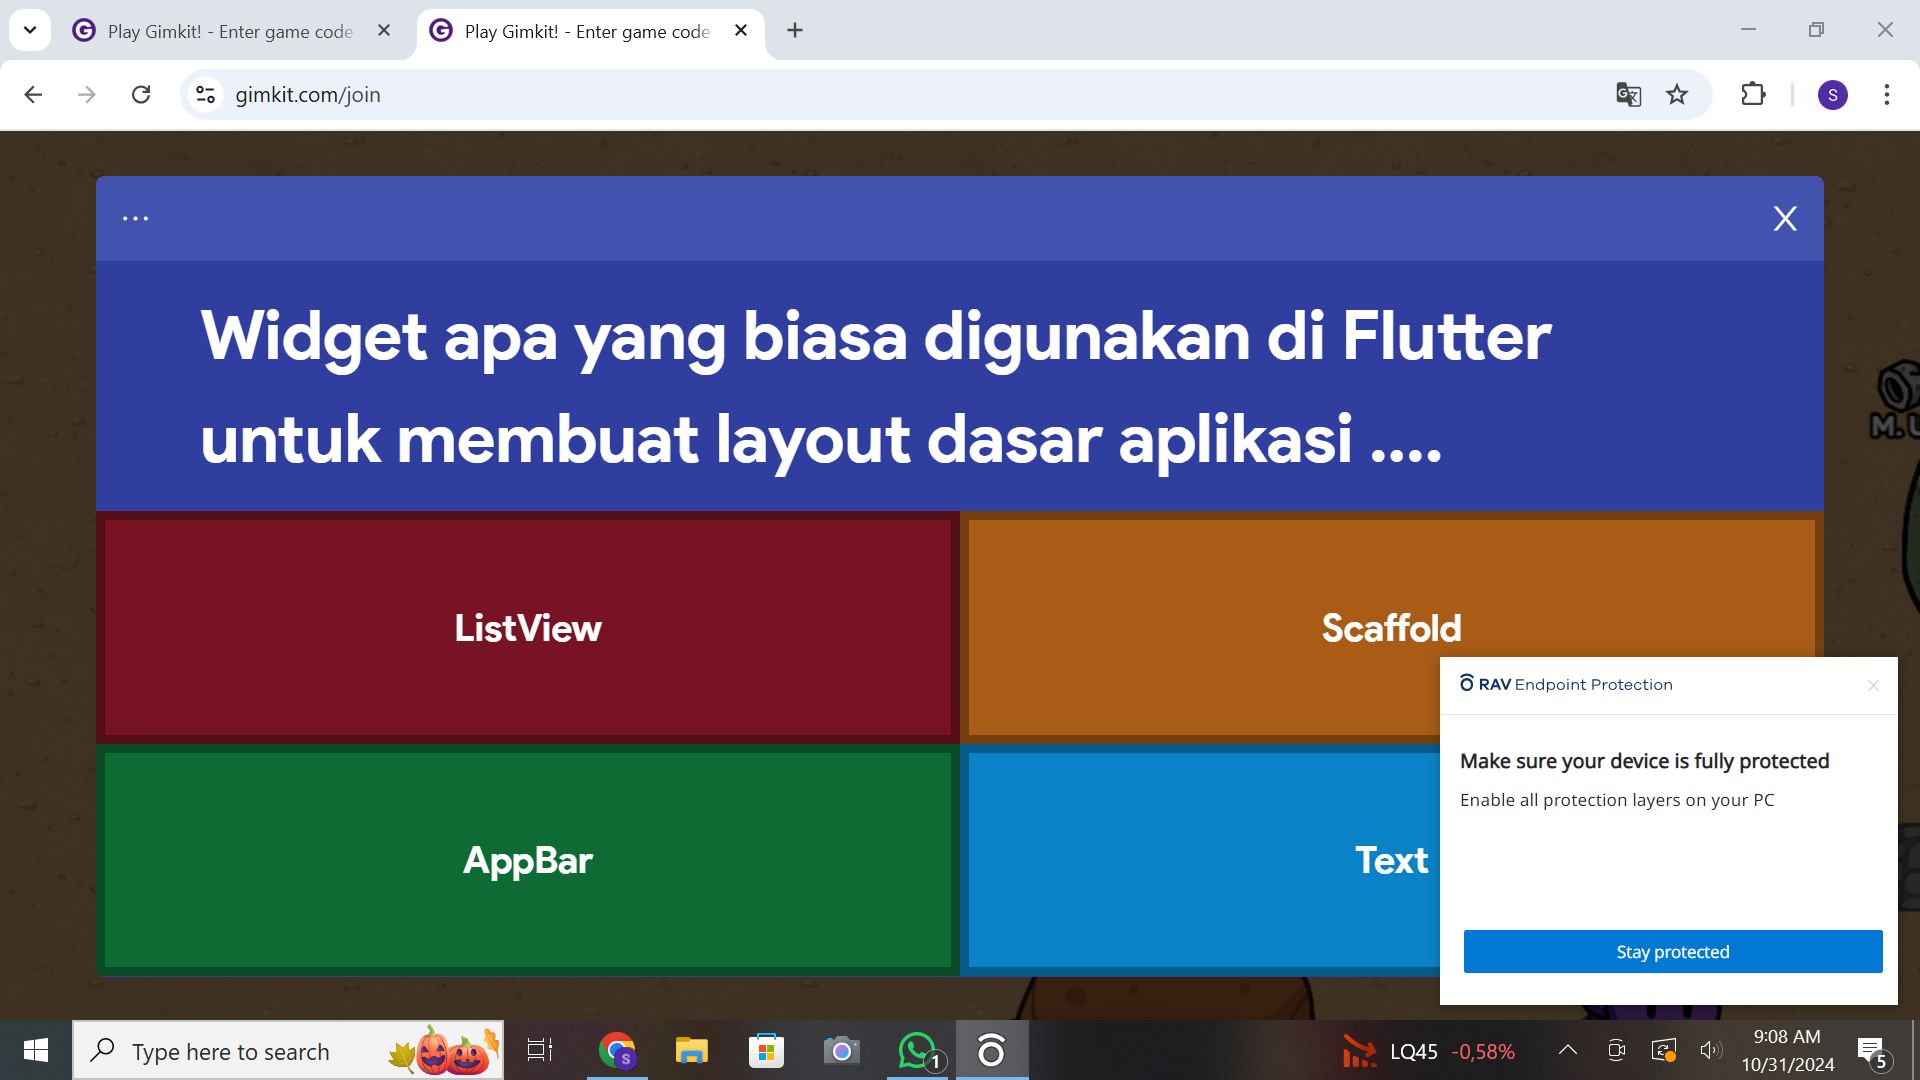 Play Gimkit! - Enter game code
Play Gimkit! - Enter game code
gimkit.com/join
S
...
X
Widget apa yang biasa digunakan di Flutter
untuk membuat layout dasar aplikasi ....
ListView
Scaffold
AppBar
Text
RAV Endpoint Protection
Make sure your device is fully protected
Enable all protection layers on your PC
Stay protected
Type here to search
S
1
LQ45 -0,58%
9:08 AM
10/31/2024
5